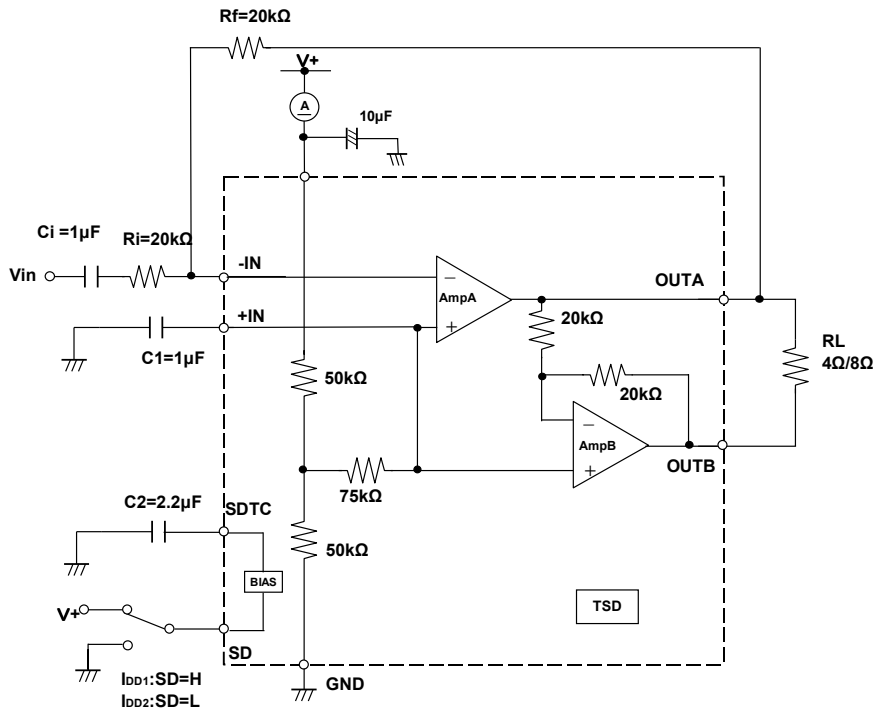 Rf=20kΩ
V+
A
10µF
Ci =1µF
Ri=20kΩ
-IN
Vin
−
AmpA
OUTA
+IN
+
20kΩ
C1=1µF
RL
4Ω/8Ω
50kΩ
20kΩ
−
AmpB
+
OUTB
75kΩ
C2=2.2µF
SDTC
50kΩ
BIAS
TSD
V+
SD
GND
IDD1:SD=H
IDD2:SD=L